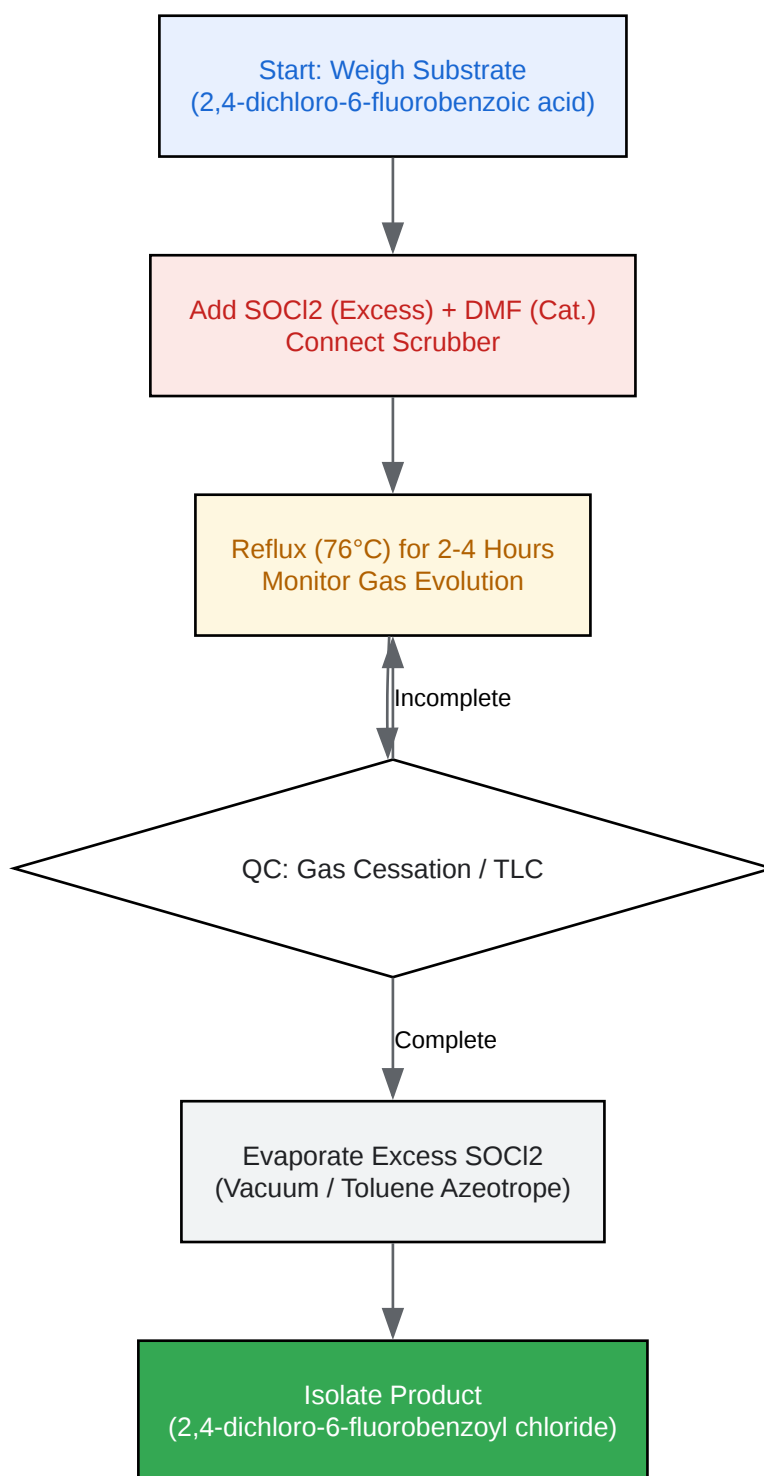 Start: Weigh Substrate
(2,4-dichloro-6-fluorobenzoic acid)
Add SOCl2 (Excess) + DMF (Cat.)
Connect Scrubber
Reflux (76°C) for 2-4 Hours
Monitor Gas Evolution
Incomplete
QC: Gas Cessation / TLC
Complete
Evaporate Excess SOCl2
(Vacuum / Toluene Azeotrope)
Isolate Product
(2,4-dichloro-6-fluorobenzoyl chloride)